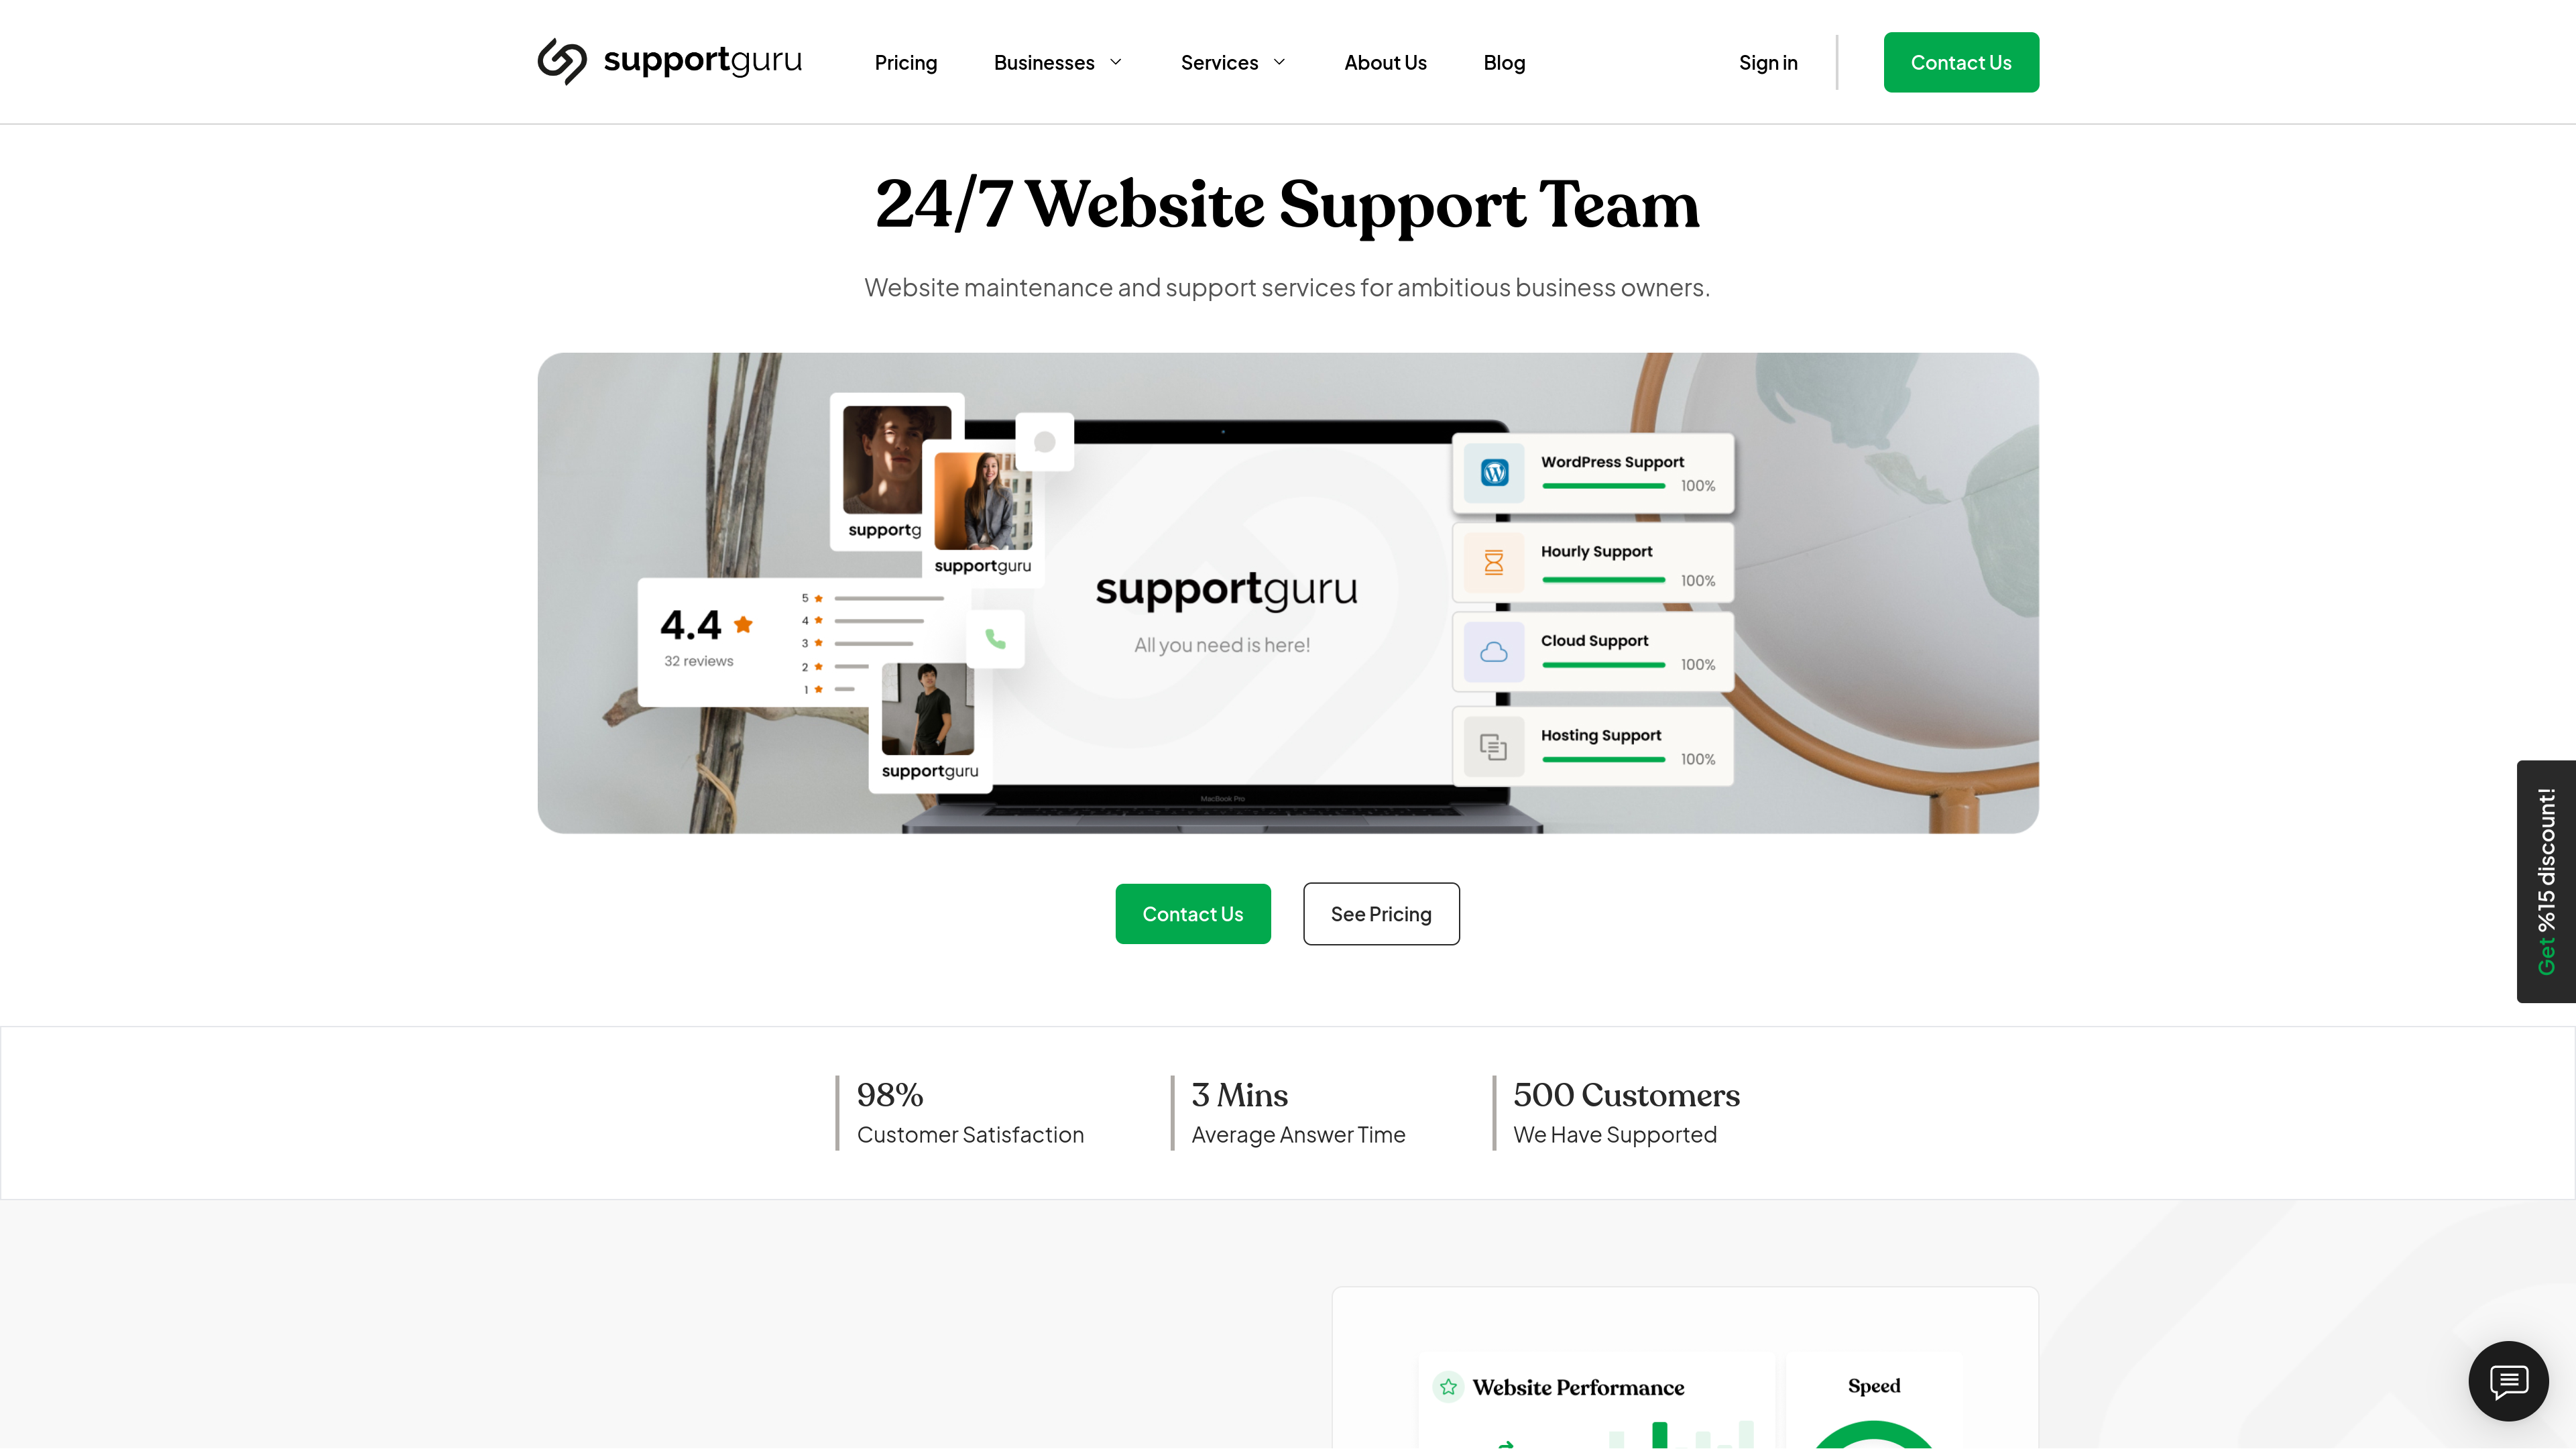 supportguru
Pricing
Businesses
Services
About Us
Blog
Sign in
Contact Us
24/7 Website Support Team
Website maintenance and support services for ambitious business owners.
supportg
supportguru
4.4
32 reviews
5
4
3
2
1
supportguru
supportguru
All you need is here!
MacBook Pro
WordPress Support
100%
Hourly Support
100%
Cloud Support
100%
Hosting Support
100%
Contact Us
See Pricing
Get %15 discount!
98%
Customer Satisfaction
3 Mins
Average Answer Time
500 Customers
We Have Supported
Website Performance
Speed